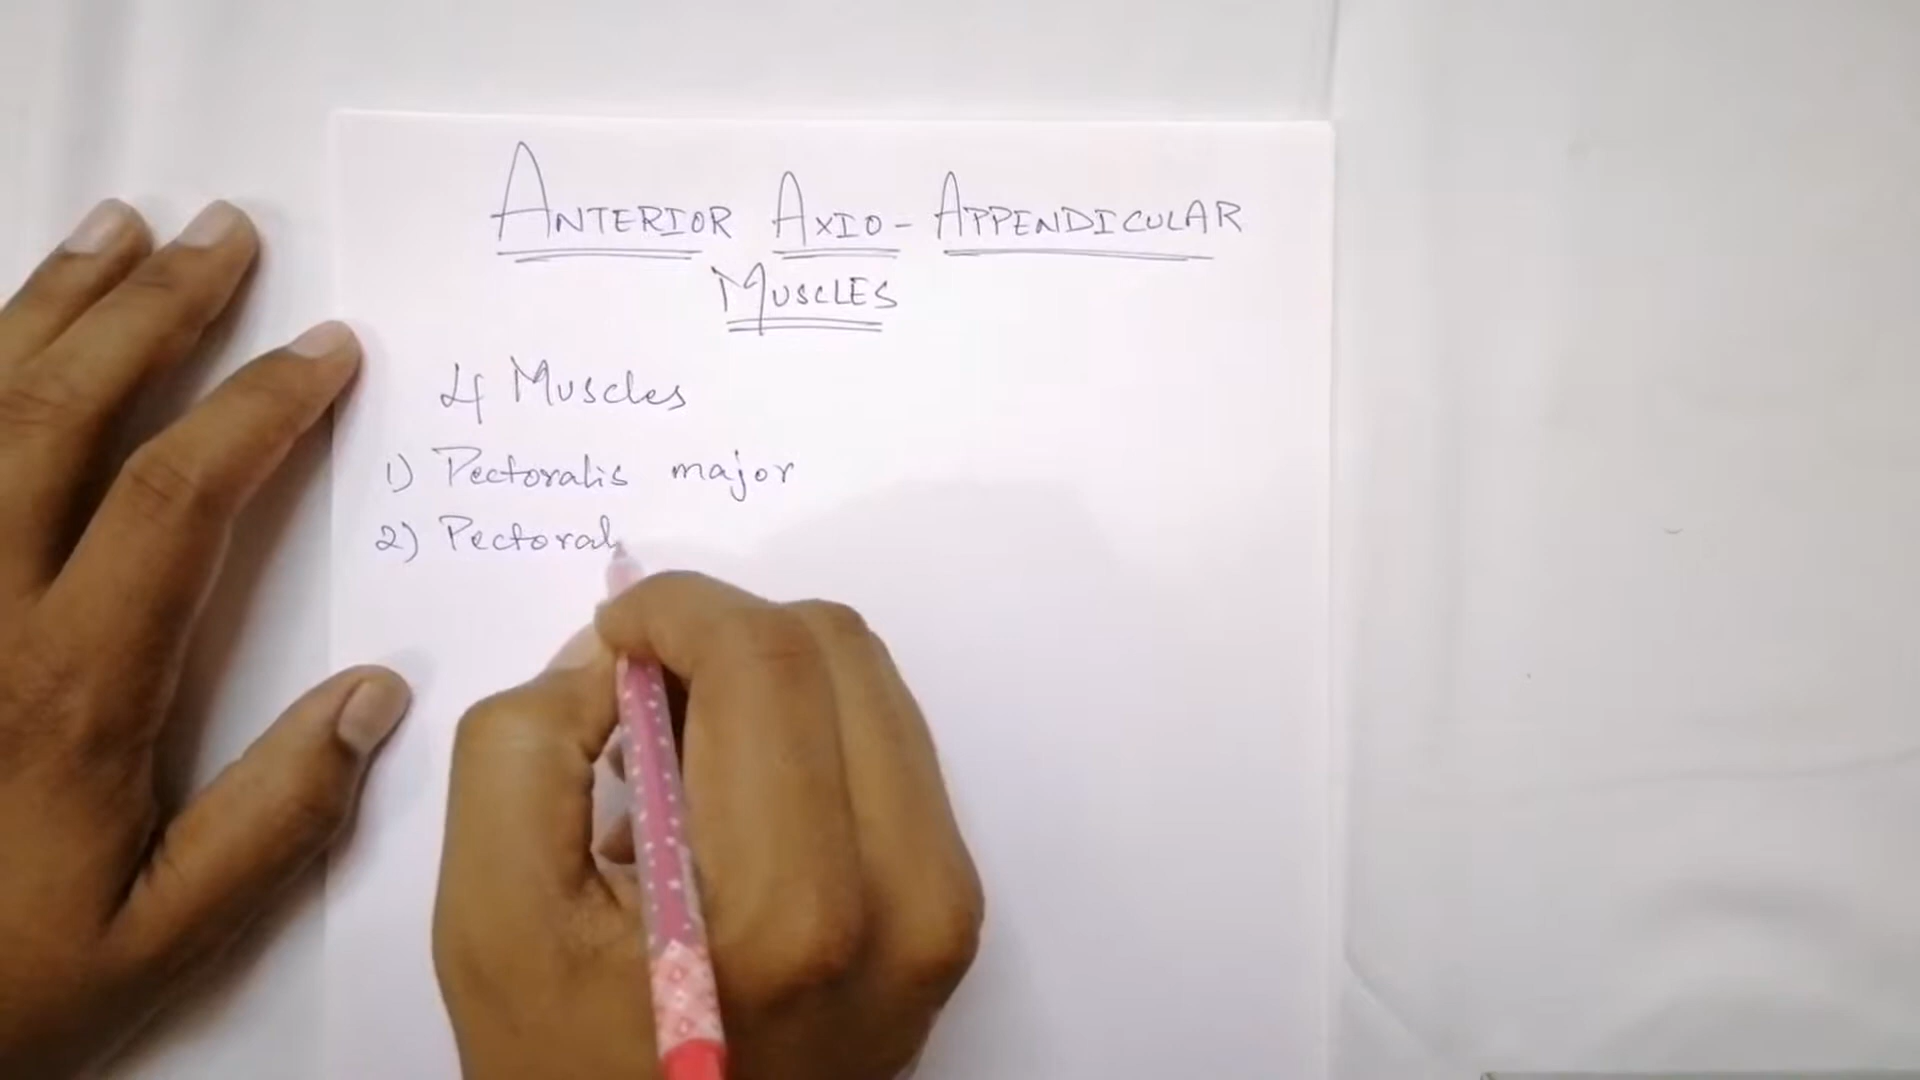 ANTERIOR AXIO-APPENDICULAR
MUSCLES
4 Muscles
1) Pectoralis major
2) Pectoral